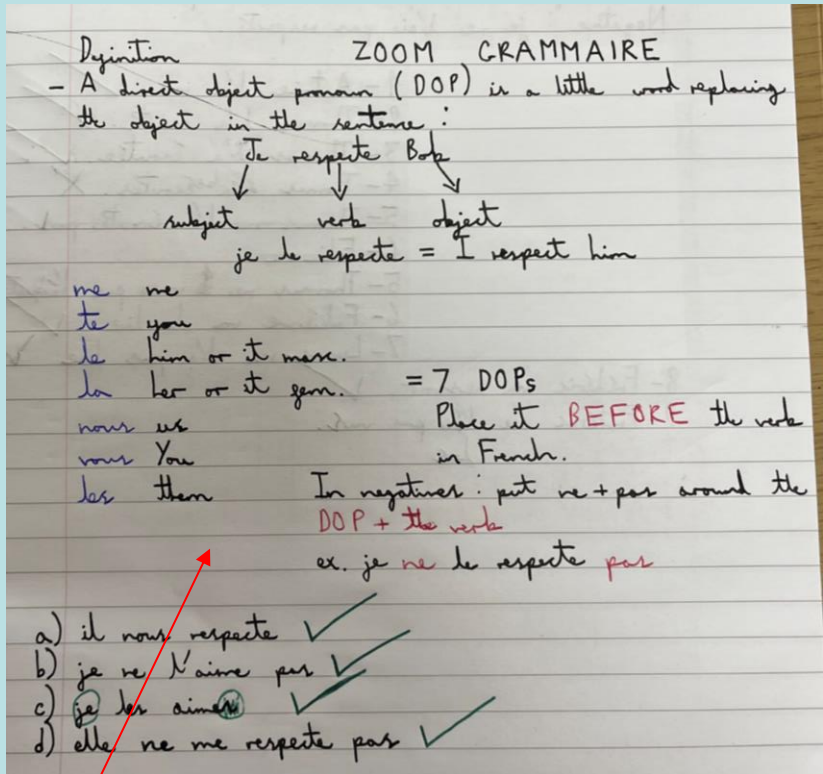 Definition ZOOM GRAMMAIRE
- A direct object pronoun (DOP) is a little word replacing
the object in the sentence :
Je respecte Bob
subject verb object
je le respecte = I respect him
me me
te you
le him or it masc.
la her or it fem. = 7 DOPs
nous us Place it BEFORE the verb
vous You in French.
les them In negatives : put ne + pas around the
DOP + the verb
ex. je ne le respecte pas
a) il nous respecte
b) je ne l'aime pas
c) je les aime
d) elle ne me respecte pas